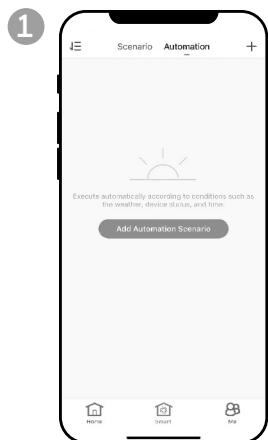 1
Scenario Automation +
Execute automatically according to conditions such as
the weather, device status, and time.
Add Automation Scenario
Home Smart Me